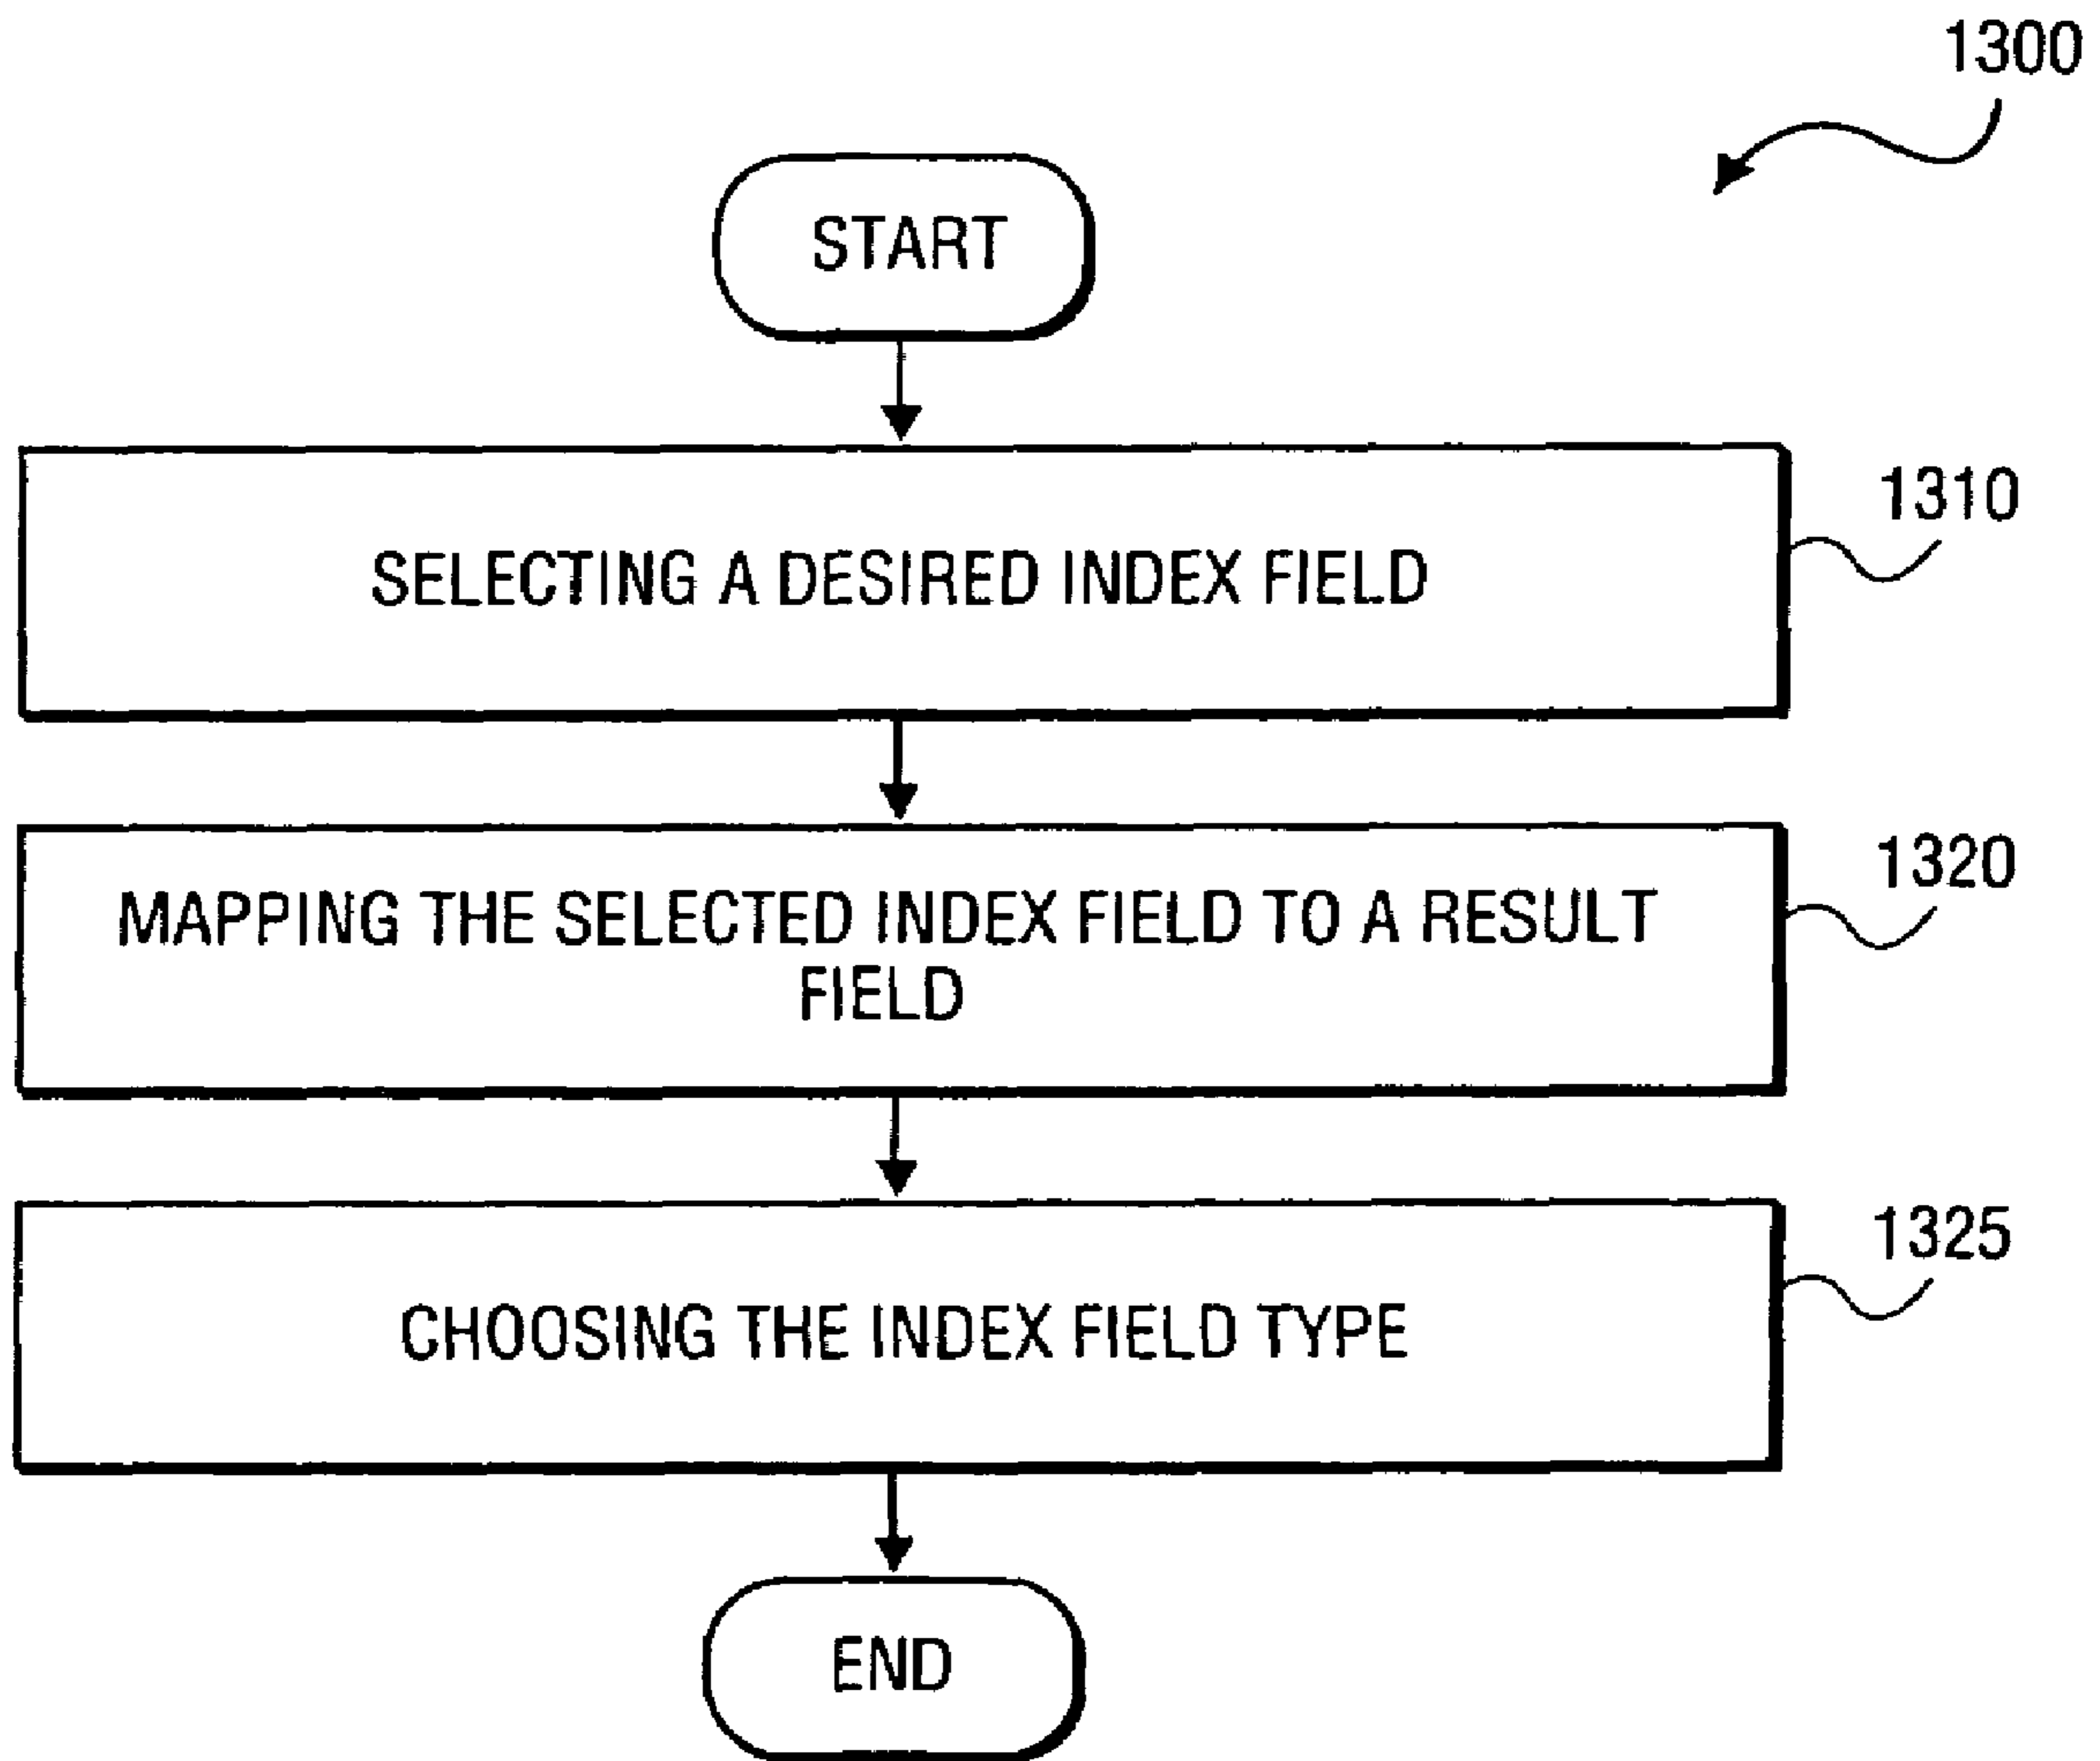 1300
START
1310
SELECTING A DESIRED INDEX FIELD
1320
MAPPING THE SELECTED INDEX FIELD TO A RESULT
FIELD
1325
CHOOSING THE INDEX FIELD TYPE
END